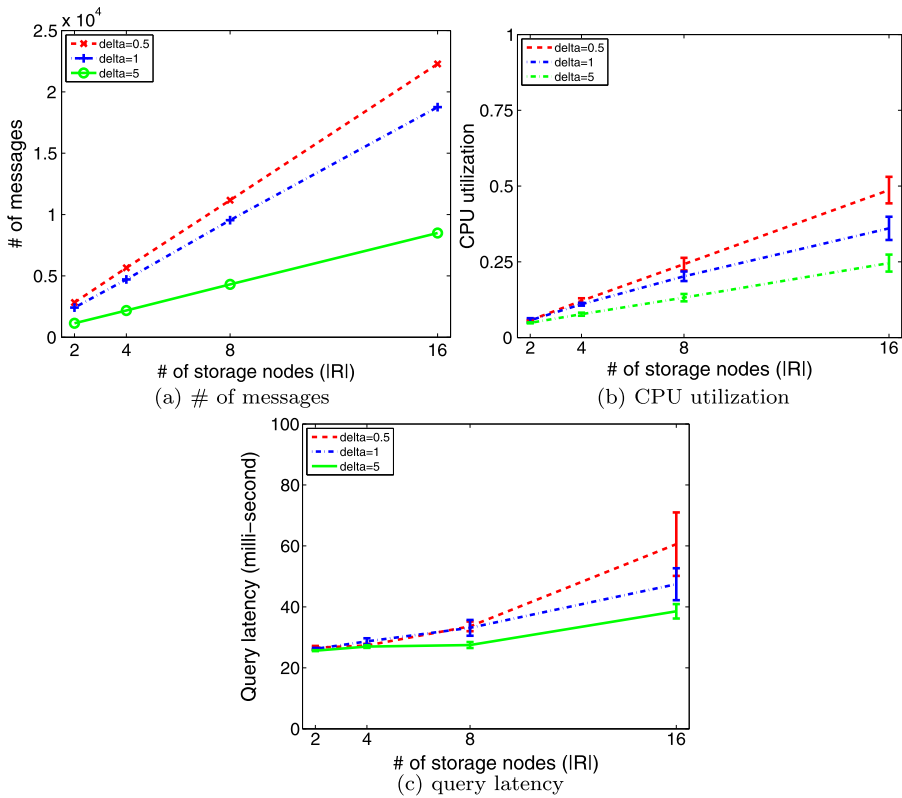 x 10⁴
2.5
2
1.5
1
0.5
0
# of messages
delta=0.5
delta=1
delta=5
2 4 8 16
# of storage nodes (|R|)
(a) # of messages
1
0.75
0.5
0.25
0
CPU utilization
delta=0.5
delta=1
delta=5
2 4 8 16
# of storage nodes (|R|)
(b) CPU utilization
100
80
60
40
20
0
Query latency (milli−second)
delta=0.5
delta=1
delta=5
2 4 8 16
# of storage nodes (|R|)
(c) query latency